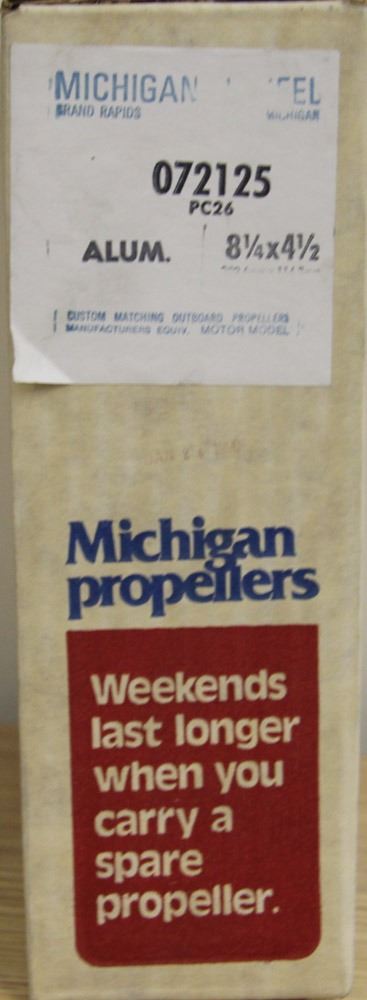 MICHIGAN
GRAND RAPIDS MICHIGAN
072125
PC26
ALUM. 8¼x4½
CUSTOM MATCHING OUTBOARD PROPELLERS
MANUFACTURERS EQUIV. MOTOR MODEL
Michigan
propellers
Weekends
last longer
when you
carry a
spare
propeller.